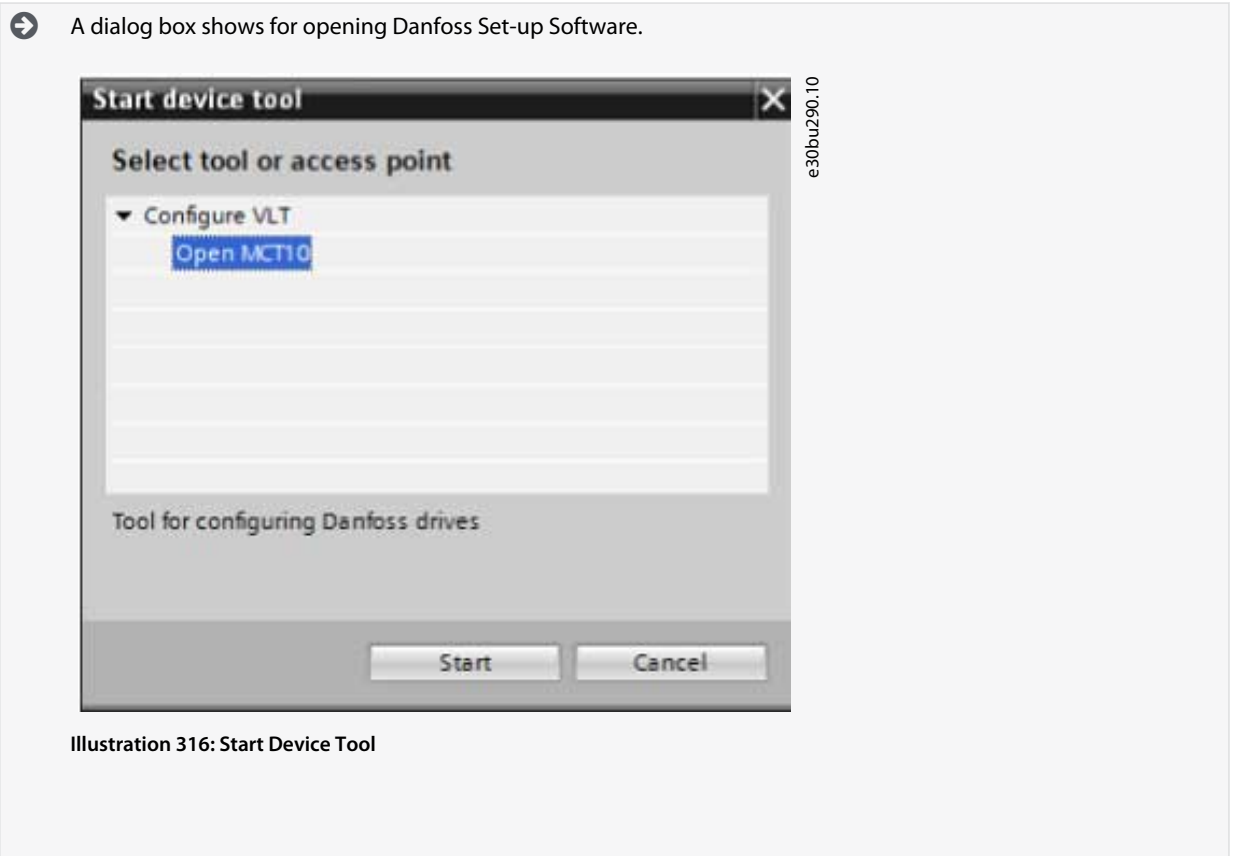 A dialog box shows for opening Danfoss Set-up Software.
Start device tool
Select tool or access point
Configure VLT
Open MCT10
Tool for configuring Danfoss drives
Start
Cancel
e30bu290.10
Illustration 316: Start Device Tool